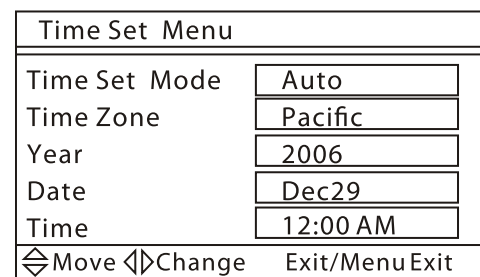 Time Set Menu
Time Set Mode Auto
Time Zone Pacific
Year 2006
Date Dec29
Time 12:00 AM
Move Change Exit/Menu Exit